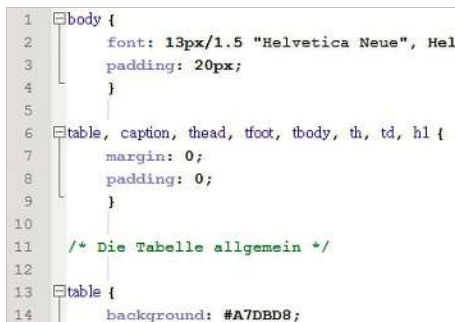 1 body {
2 font: 13px/1.5 "Helvetica Neue", Hel
3 padding: 20px;
4 }
5
6 table, caption, thead, tfoot, tbody, th, td, h1 {
7 margin: 0;
8 padding: 0;
9 }
10
11 /* Die Tabelle allgemein */
12
13 table {
14 background: #A7DBD8;